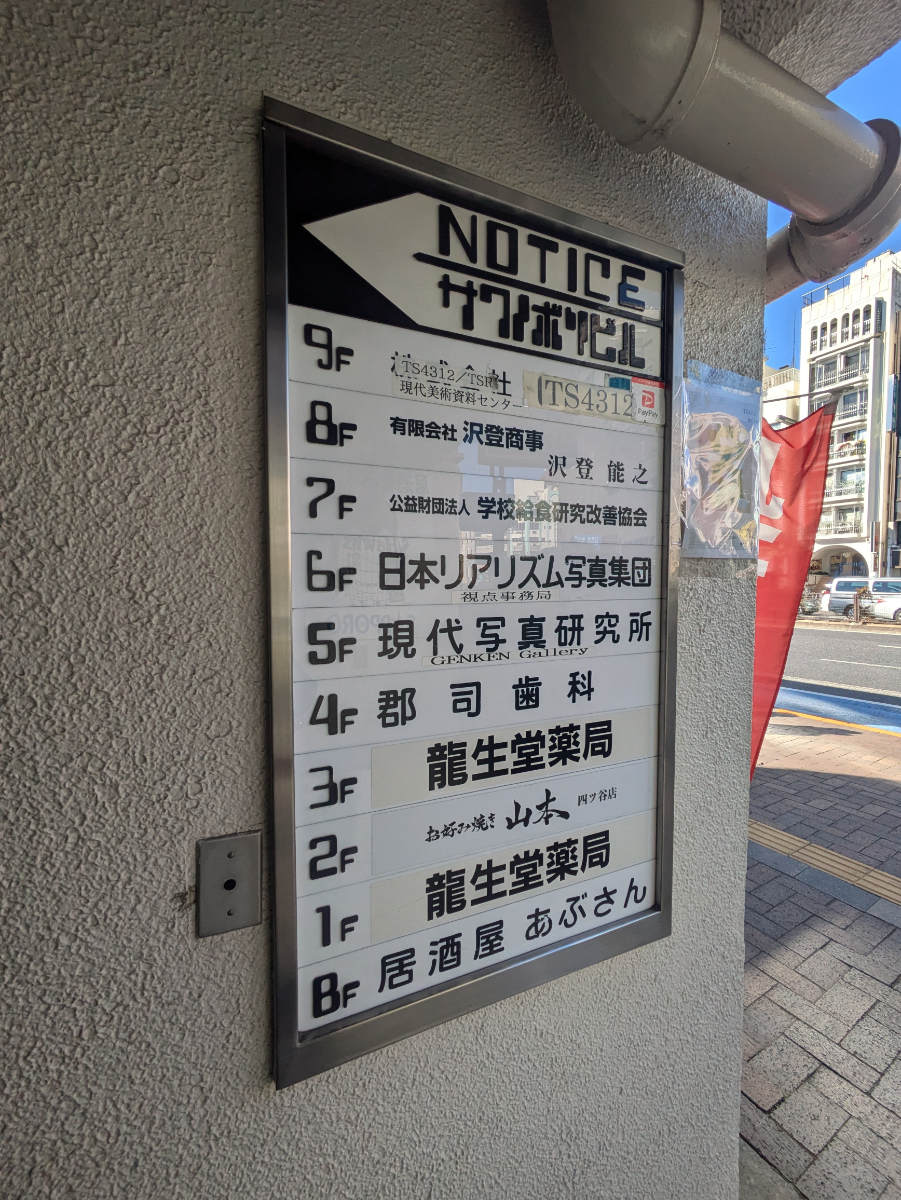 NOTICE
サワノボリビル
9F 株式会社
TS4312/TSR
現代美術資料センター
TS4312
PayPay
8F 有限会社 沢登商事
沢登 能之
7F 公益財団法人 学校給食研究改善協会
6F 日本リアリズム写真集団
視点事務局
5F 現代写真研究所
GENKEN Gallery
4F 郡司歯科
3F 龍生堂薬局
2F お好み焼き 山本 四ツ谷店
1F 龍生堂薬局
BF 居酒屋 あぶさん